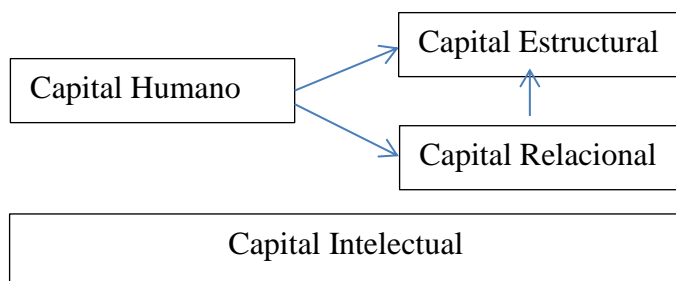 Capital Estructural
Capital Humano
Capital Relacional
Capital Intelectual